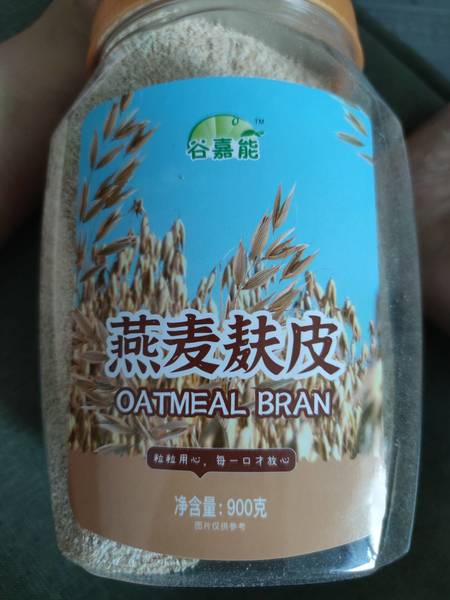 谷嘉能 TM
燕麦麸皮
OATMEAL BRAN
粒粒用心，每一口才放心
净含量：900克
图片仅供参考